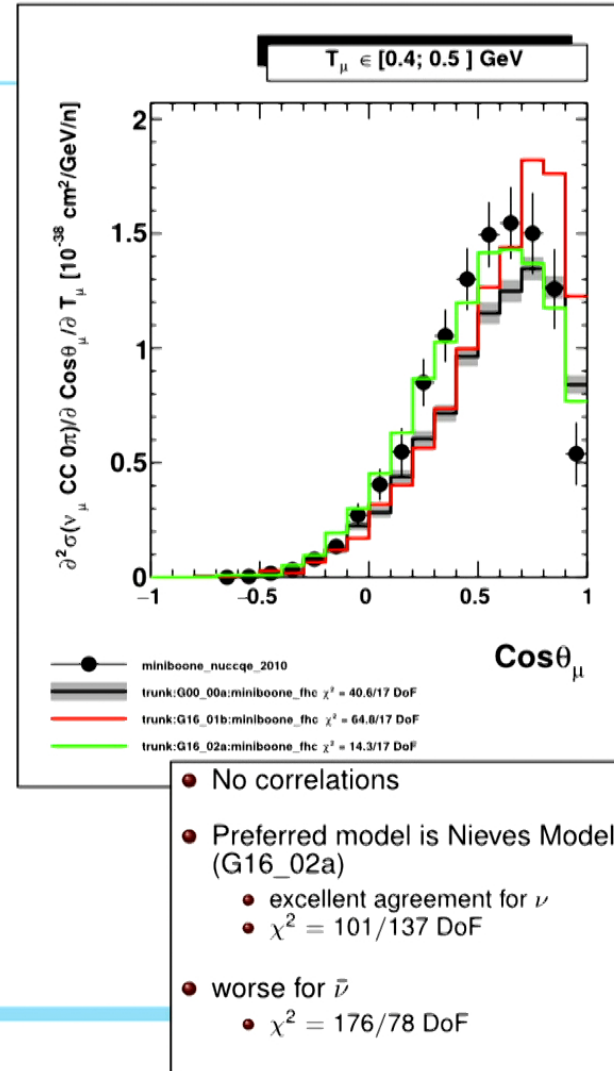 T_μ ∈ [0.4; 0.5 ] GeV
∂²σ(ν_μ CC 0π)/∂ Cosθ_μ/∂ T_μ [10⁻³⁸ cm²/GeV/n]
2
1.5
1
0.5
0
−1 −0.5 0 0.5 1
Cosθ_μ
miniboone_nuccqe_2010
trunk:G00_00a:miniboone_fhc χ² = 40.6/17 DoF
trunk:G16_01b:miniboone_fhc χ² = 64.8/17 DoF
trunk:G16_02a:miniboone_fhc χ² = 14.3/17 DoF
No correlations
Preferred model is Nieves Model
(G16_02a)
excellent agreement for ν
χ² = 101/137 DoF
worse for ν̄
χ² = 176/78 DoF